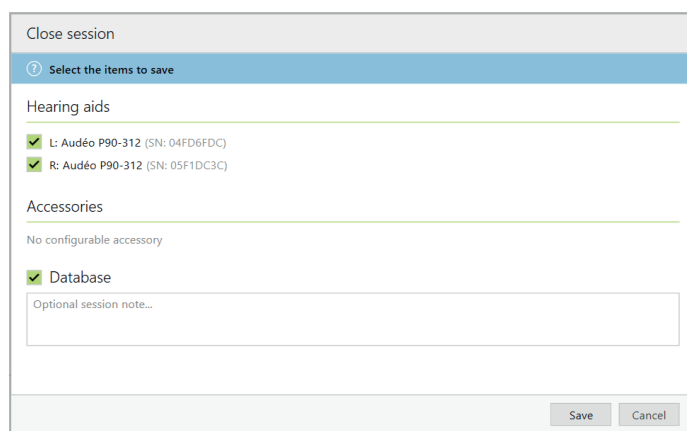 Close session
? Select the items to save
Hearing aids
L: Audéo P90-312 (SN: 04FD6FDC)
R: Audéo P90-312 (SN: 05F1DC3C)
Accessories
No configurable accessory
Database
Optional session note...
Save Cancel